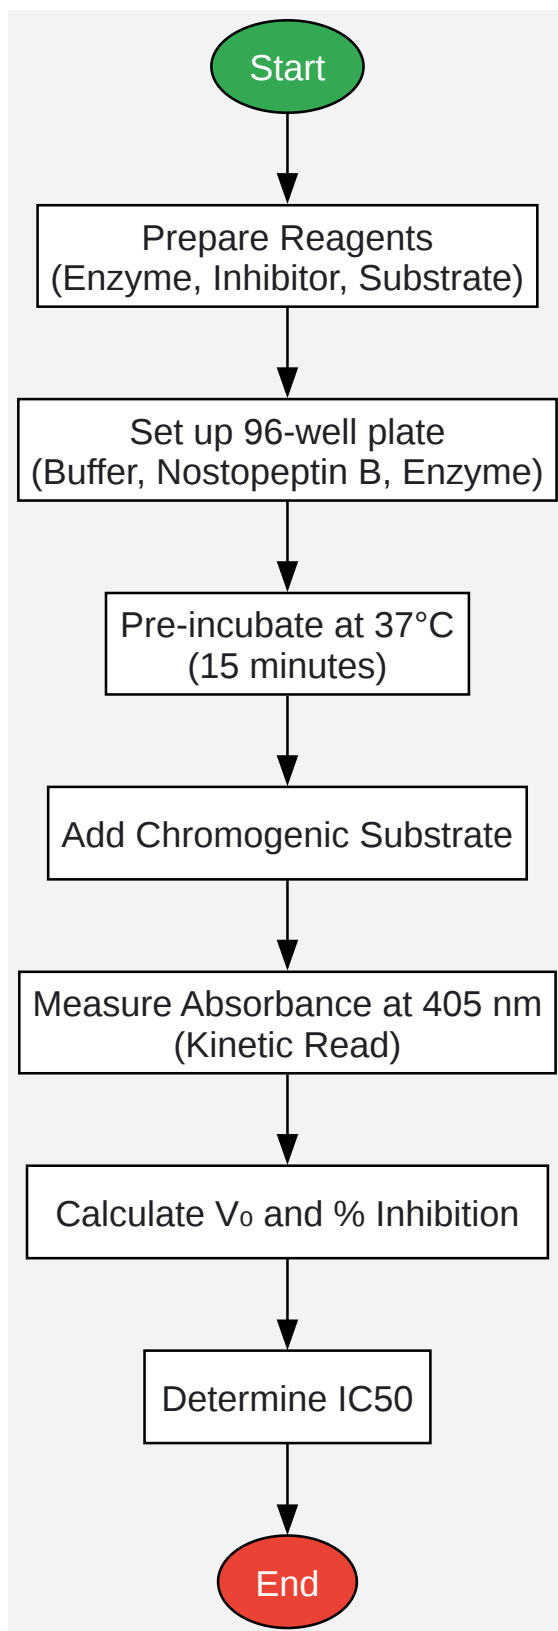 Start
Prepare Reagents
(Enzyme, Inhibitor, Substrate)
Set up 96-well plate
(Buffer, Nostopeptin B, Enzyme)
Pre-incubate at 37°C
(15 minutes)
Add Chromogenic Substrate
Measure Absorbance at 405 nm
(Kinetic Read)
Calculate V₀ and % Inhibition
Determine IC50
End